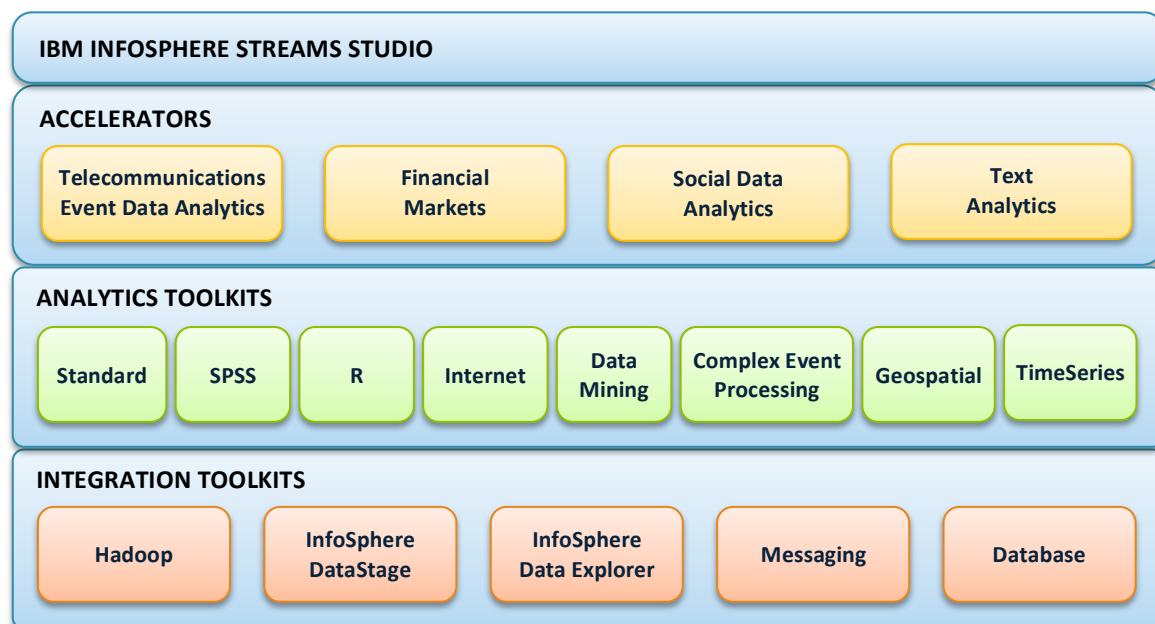 IBM INFOSPHERE STREAMS STUDIO
ACCELERATORS
Telecommunications
Event Data Analytics
Financial
Markets
Social Data
Analytics
Text
Analytics
ANALYTICS TOOLKITS
Standard
SPSS
R
Internet
Data
Mining
Complex Event
Processing
Geospatial
TimeSeries
INTEGRATION TOOLKITS
Hadoop
InfoSphere
DataStage
InfoSphere
Data Explorer
Messaging
Database